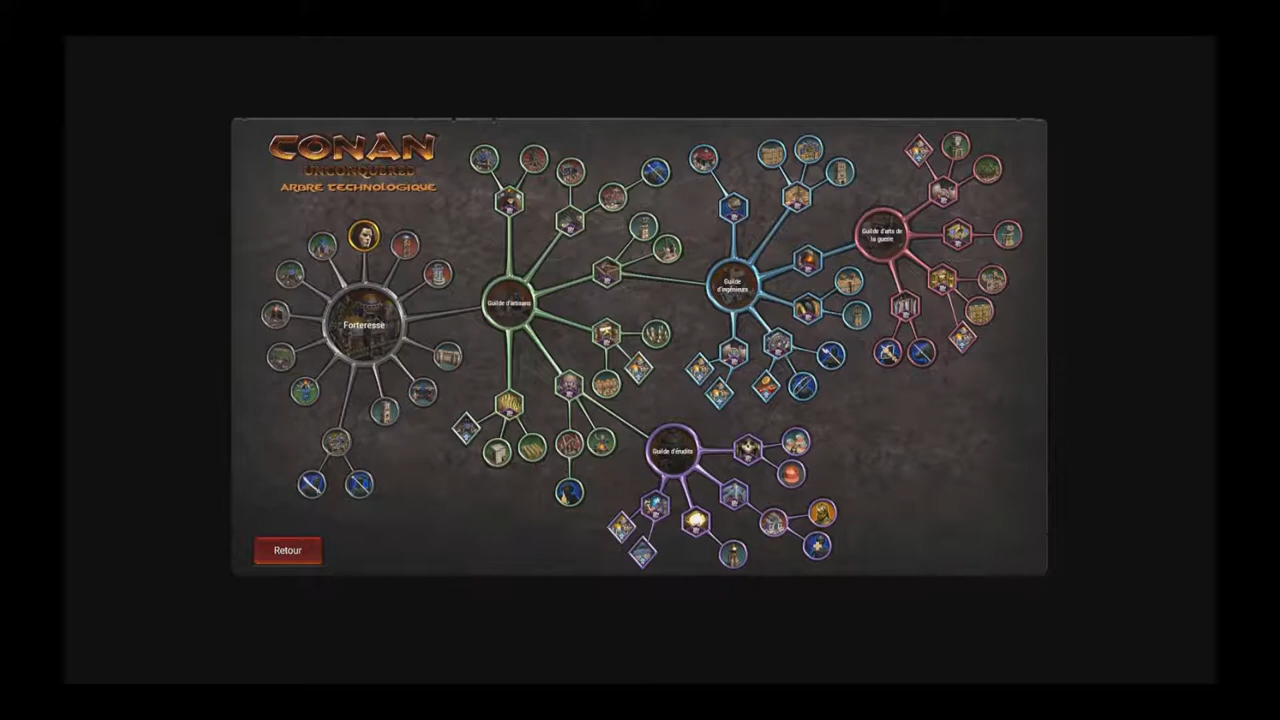 CONAN
UNCONQUERED
ARBRE TECHNOLOGIQUE
Forteresse
Guilde d'artisans
Guilde
d'ingénieurs
Guilde d'arts de
la guerre
Guilde d'érudits
Retour